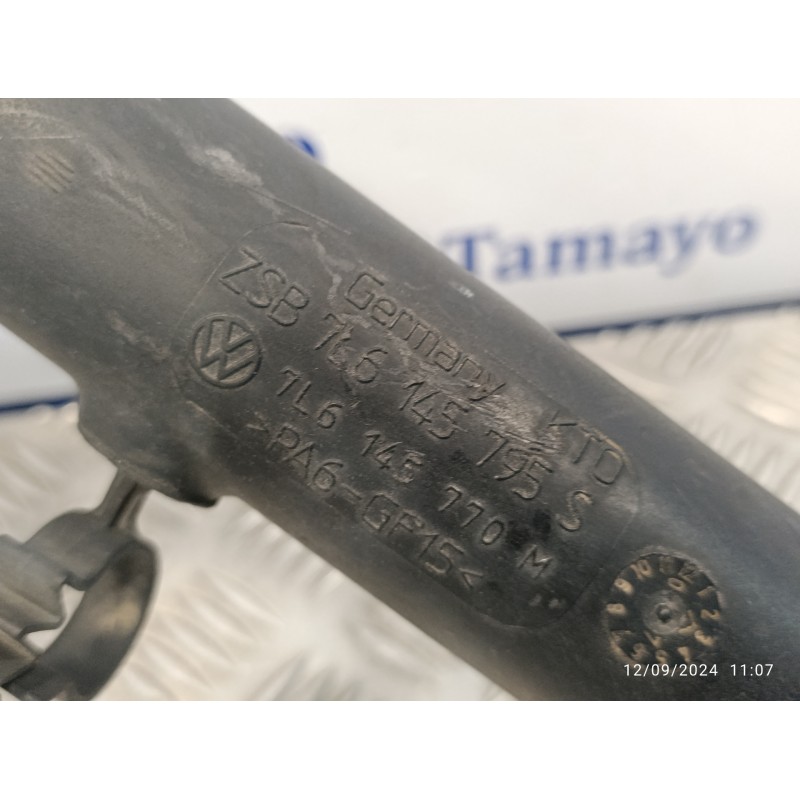 Tamayo
Germany KTD
ZSB 7L6 145 795 S
7L6 145 770 M
>PA6-GF15<
12/09/2024 11:07